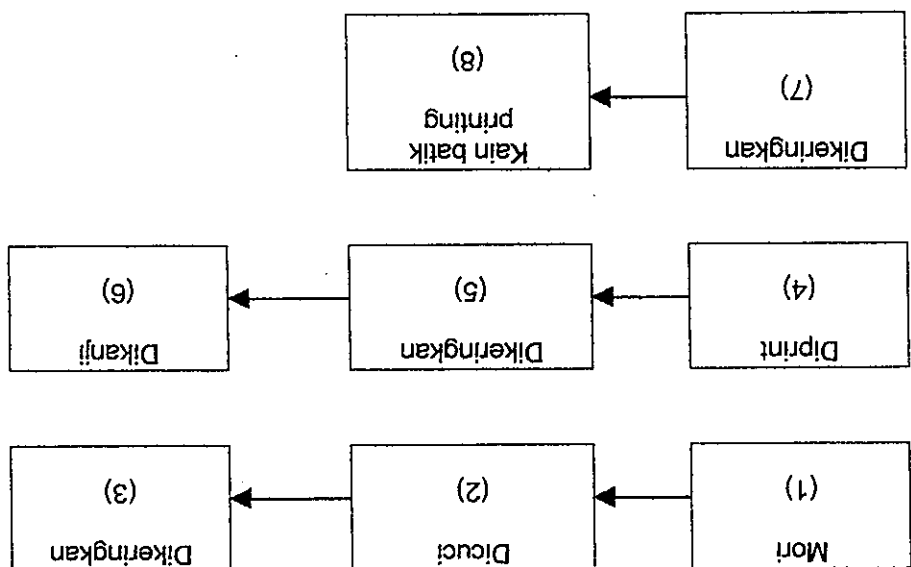 Mori
(1)
Dicuci
(2)
Dikeringkan
(3)
Diprint
(4)
Dikeringkan
(5)
Dikanji
(6)
Dikeringkan
(7)
Kain batik
printing
(8)